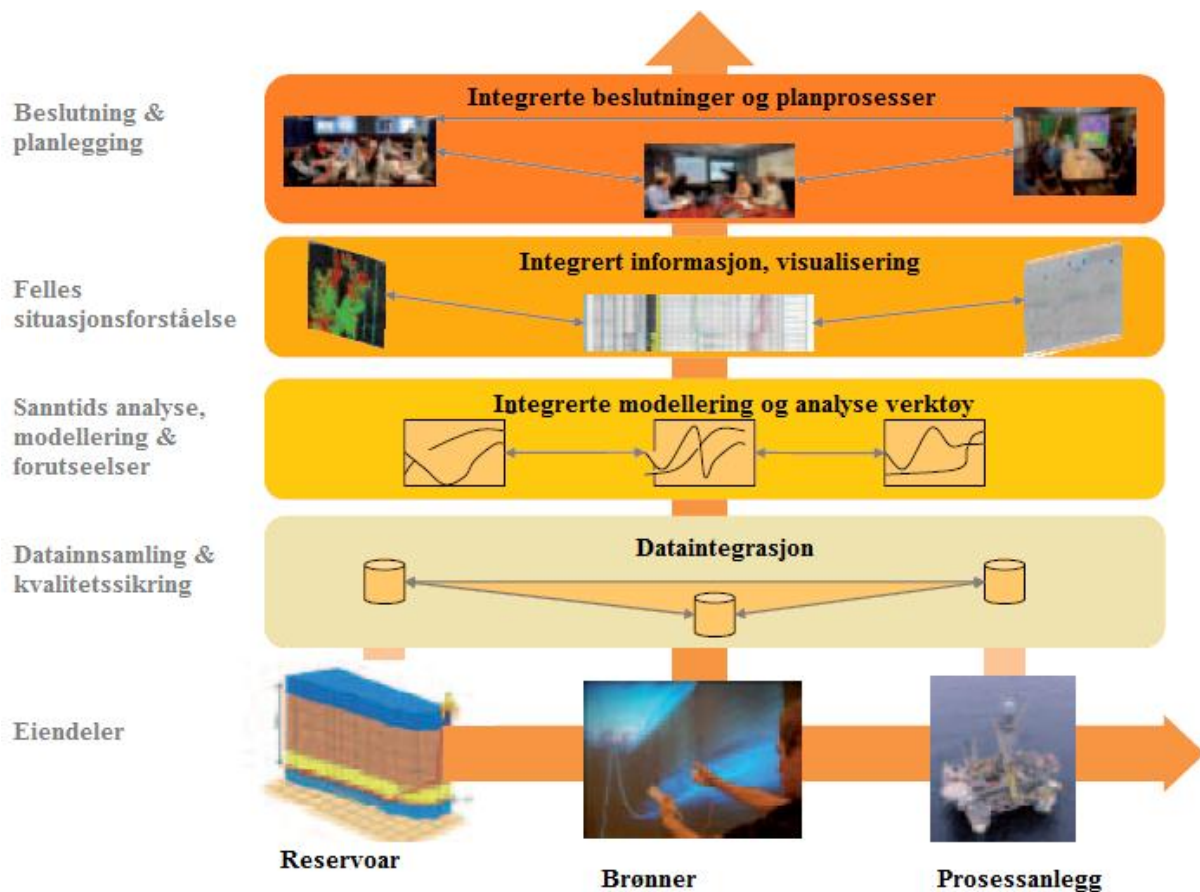 Beslutning &
planlegging
Integrerte beslutninger og planprosesser
Felles
situasjonsforståelse
Integrert informasjon, visualisering
Sanntids analyse,
modellering &
forutseelser
Integrerte modellering og analyse verktøy
Datainnsamling &
kvalitetssikring
Dataintegrasjon
Eiendeler
Reservoar
Brønner
Prosessanlegg